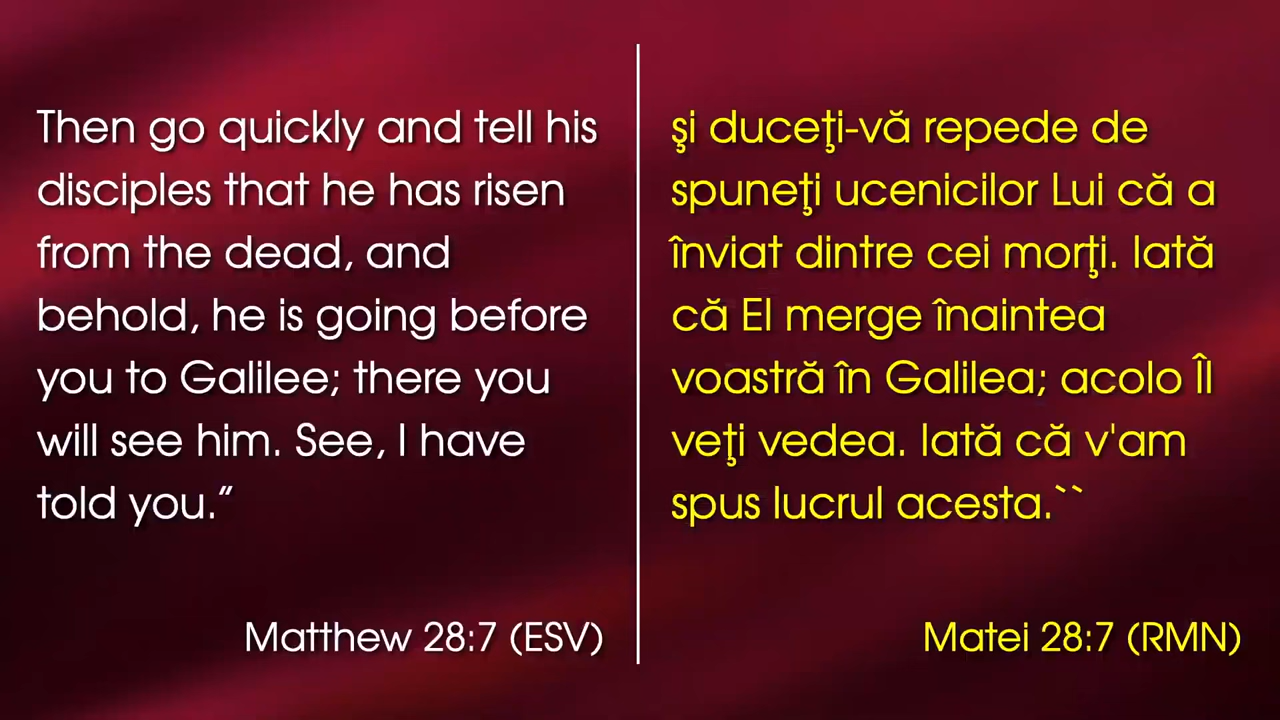 Then go quickly and tell his
disciples that he has risen
from the dead, and
behold, he is going before
you to Galilee; there you
will see him. See, I have
told you.”
Matthew 28:7 (ESV)
şi duceţi-vă repede de
spuneţi ucenicilor Lui că a
înviat dintre cei morţi. Iată
că El merge înaintea
voastră în Galilea; acolo Îl
veţi vedea. Iată că v'am
spus lucrul acesta.``
Matei 28:7 (RMN)